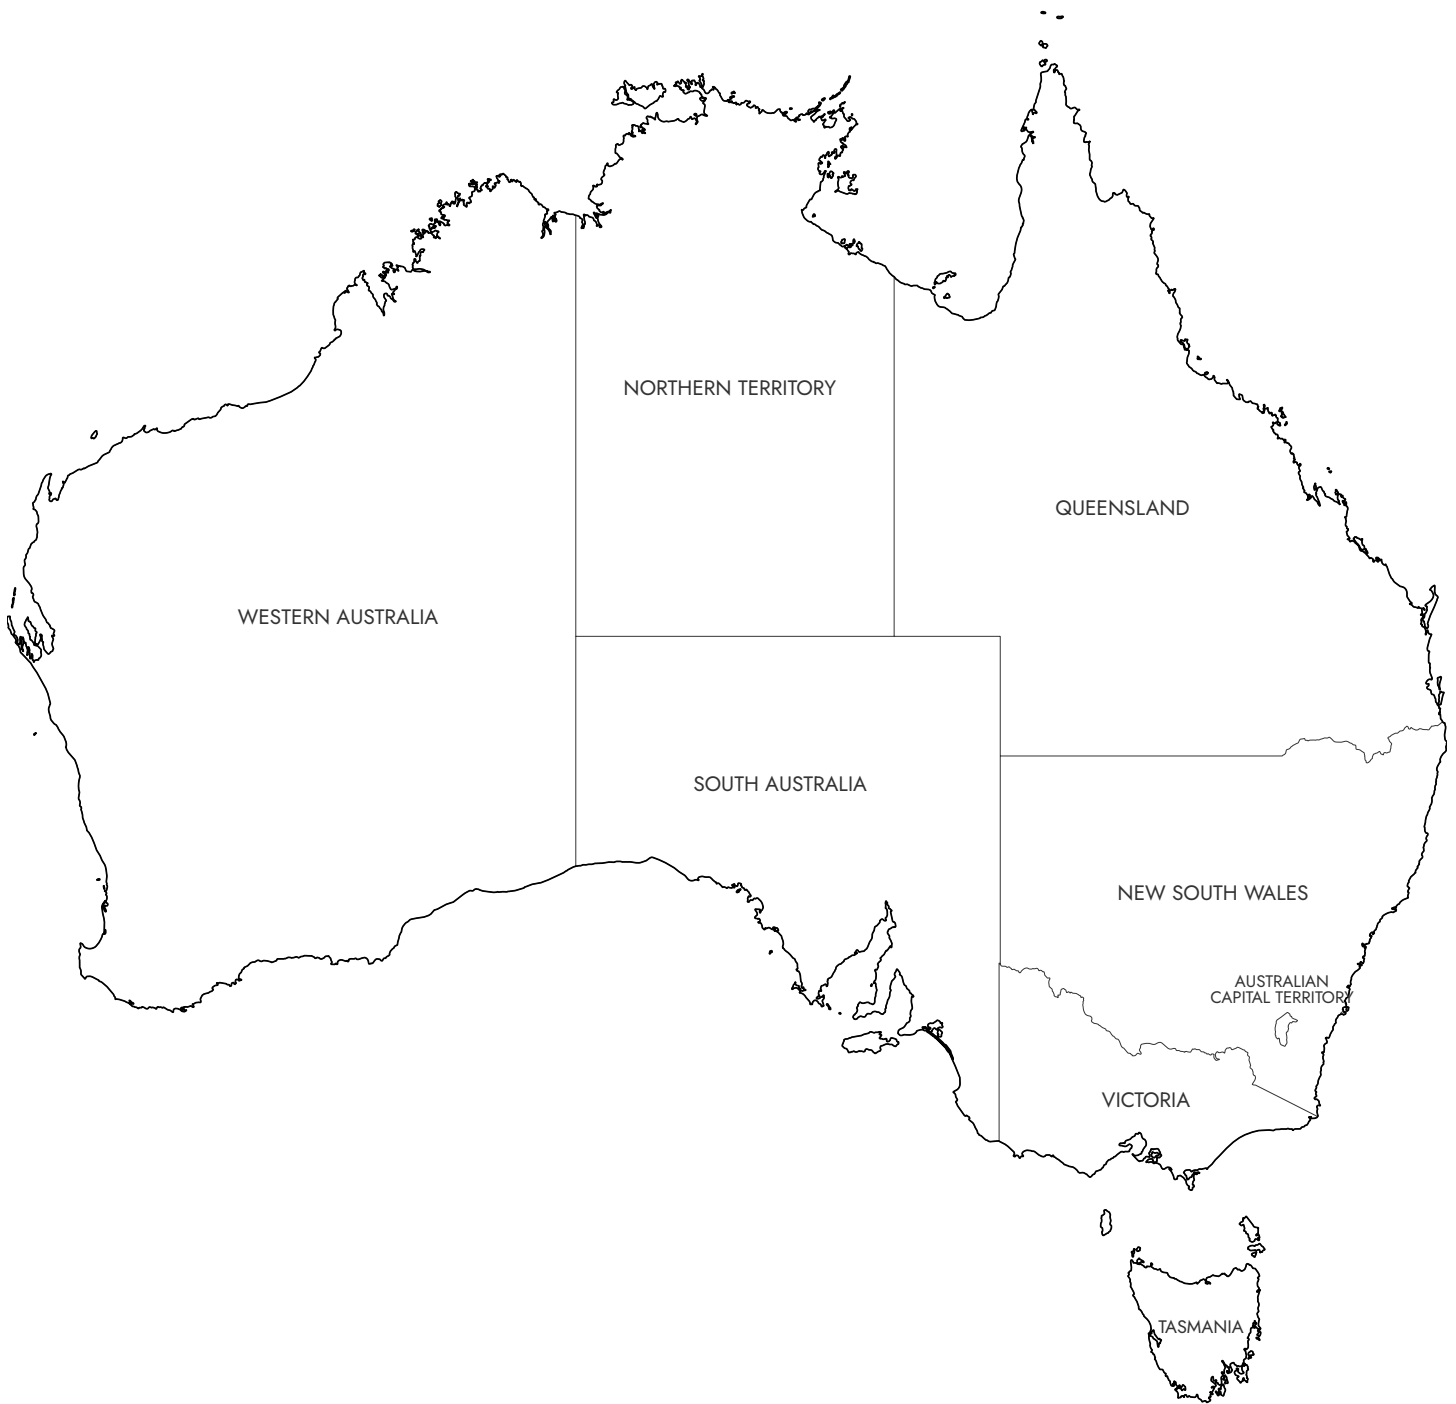 NORTHERN TERRITORY
QUEENSLAND
WESTERN AUSTRALIA
SOUTH AUSTRALIA
NEW SOUTH WALES
AUSTRALIAN
CAPITAL TERRITORY
VICTORIA
TASMANIA